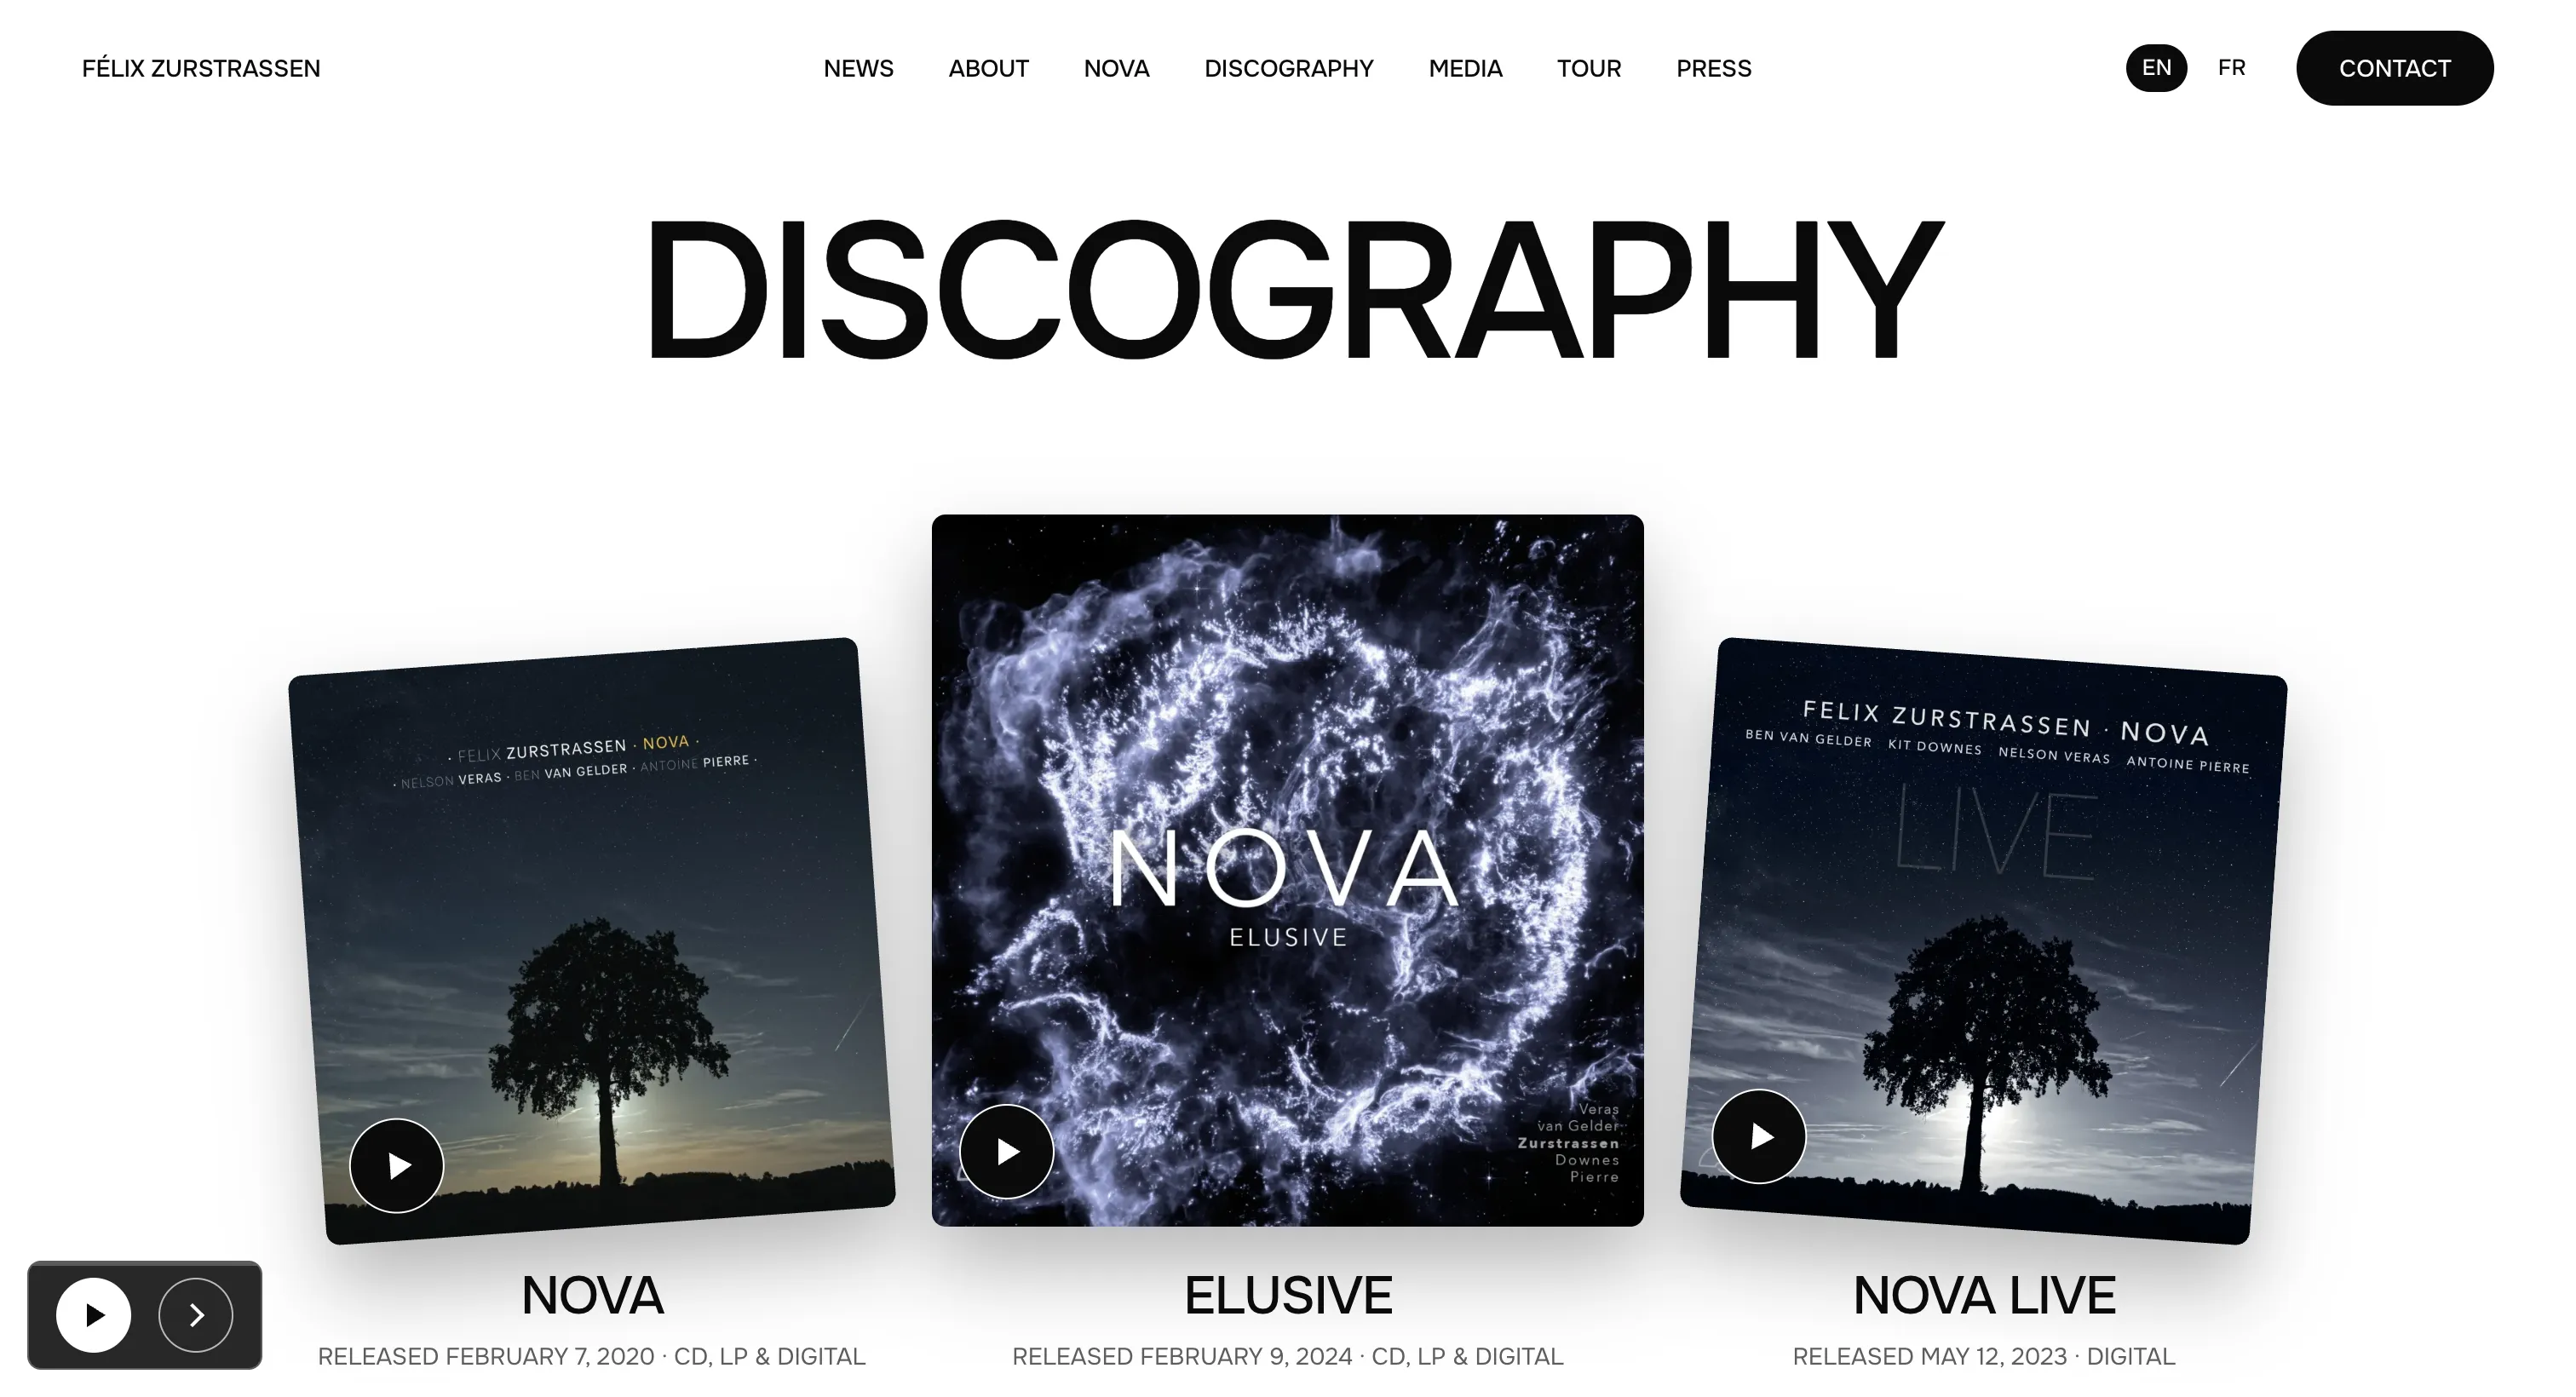 FÉLIX ZURSTRASSEN
NEWS ABOUT NOVA DISCOGRAPHY MEDIA TOUR PRESS
EN FR CONTACT
DISCOGRAPHY
· FELIX ZURSTRASSEN · NOVA ·
· NELSON VERAS · BEN VAN GELDER · ANTOINE PIERRE ·
NOVA
ELUSIVE
Veras
van Gelder
Zurstrassen
Downes
Pierre
FELIX ZURSTRASSEN · NOVA
BEN VAN GELDER KIT DOWNES NELSON VERAS ANTOINE PIERRE
LIVE
NOVA
RELEASED FEBRUARY 7, 2020 · CD, LP & DIGITAL
ELUSIVE
RELEASED FEBRUARY 9, 2024 · CD, LP & DIGITAL
NOVA LIVE
RELEASED MAY 12, 2023 · DIGITAL